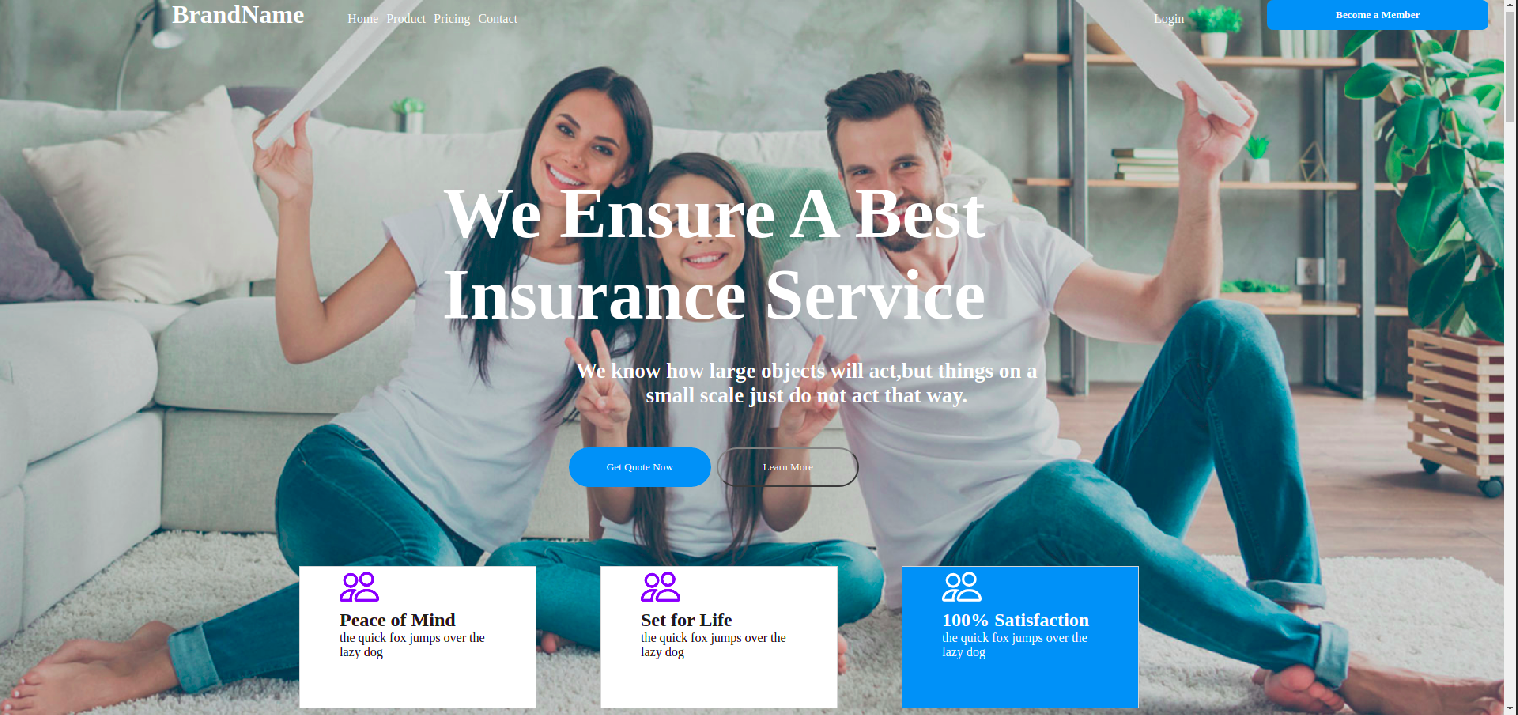 BrandName
Home Product Pricing Contact
Login
Become a Member
We Ensure A Best
Insurance Service
We know how large objects will act,but things on a
small scale just do not act that way.
Get Quote Now
Learn More
Peace of Mind
the quick fox jumps over the
lazy dog
Set for Life
the quick fox jumps over the
lazy dog
100% Satisfaction
the quick fox jumps over the
lazy dog